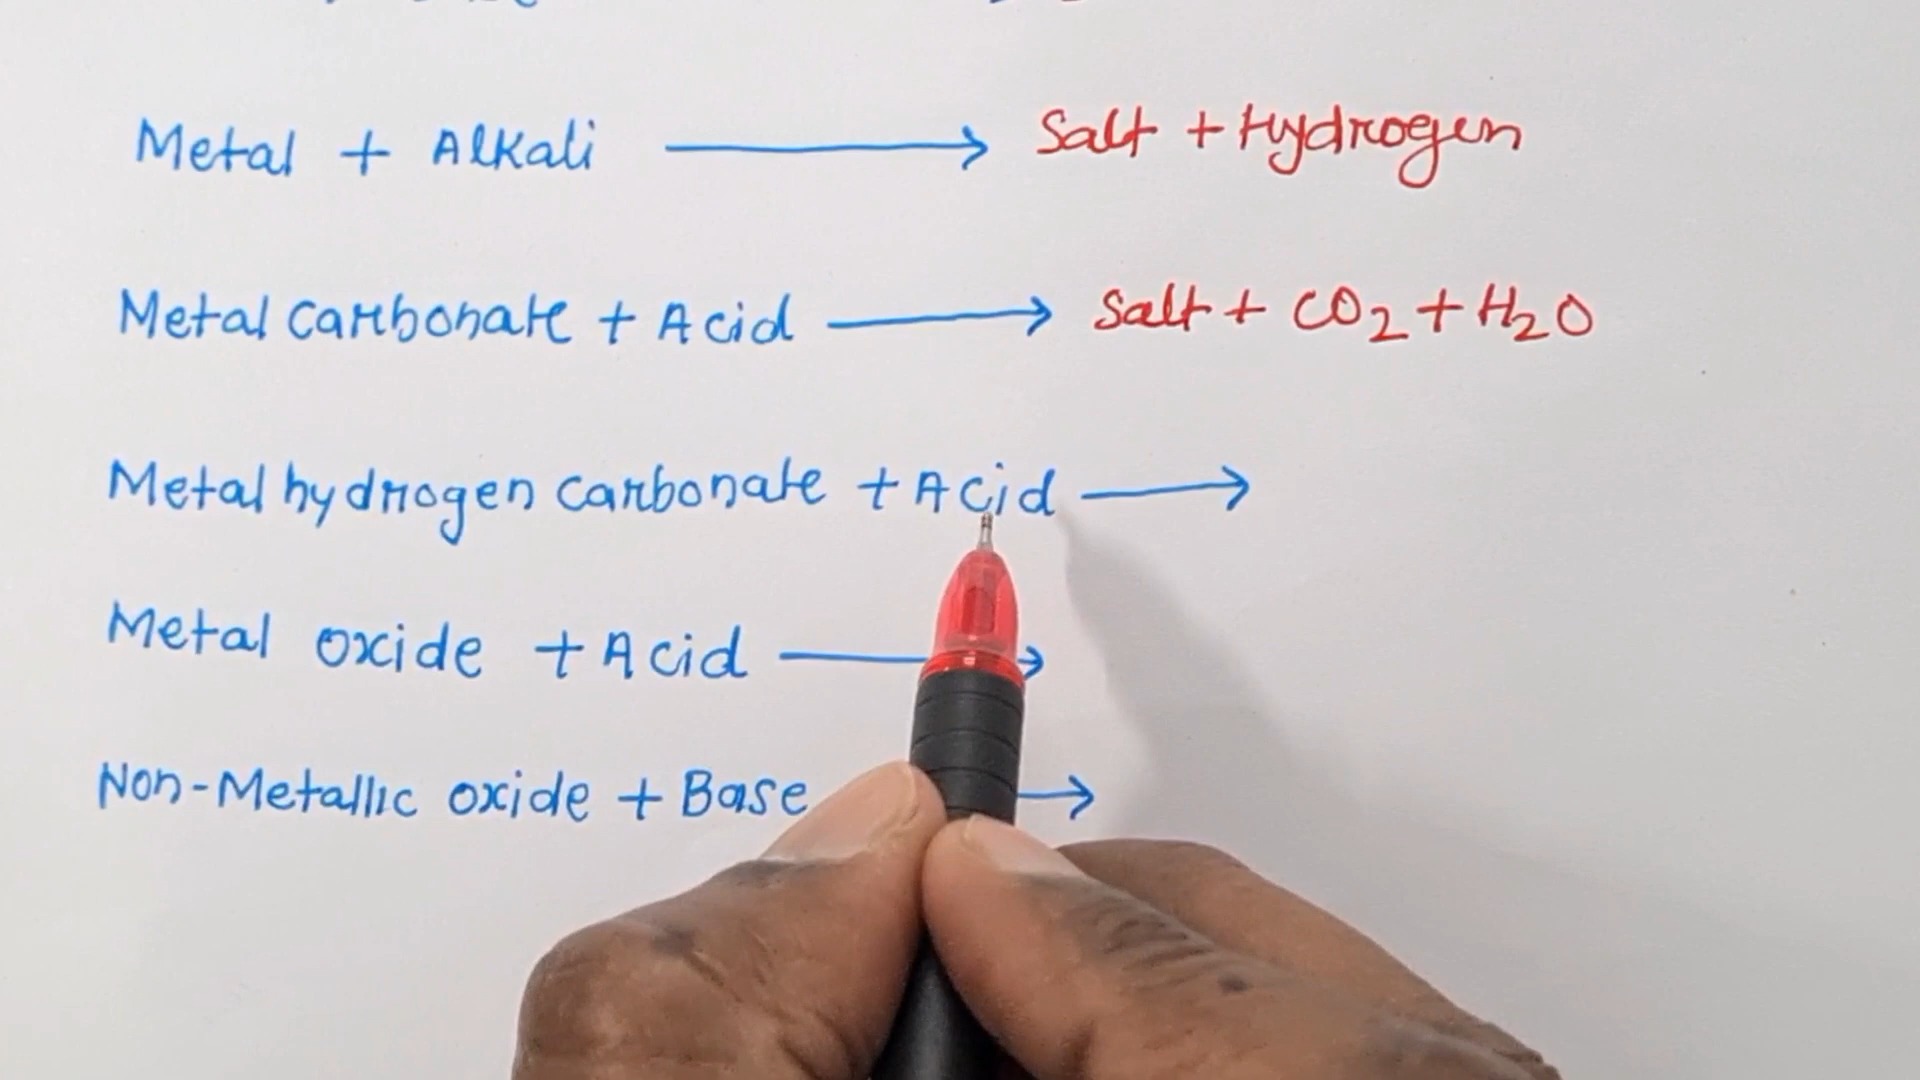 Metal + Alkali ⟶ Salt + Hydrogen
Metal carbonate + Acid ⟶ Salt + CO₂ + H₂O
Metal hydrogen carbonate + Acid ⟶
Metal oxide + Acid ⟶
Non-Metallic oxide + Base ⟶